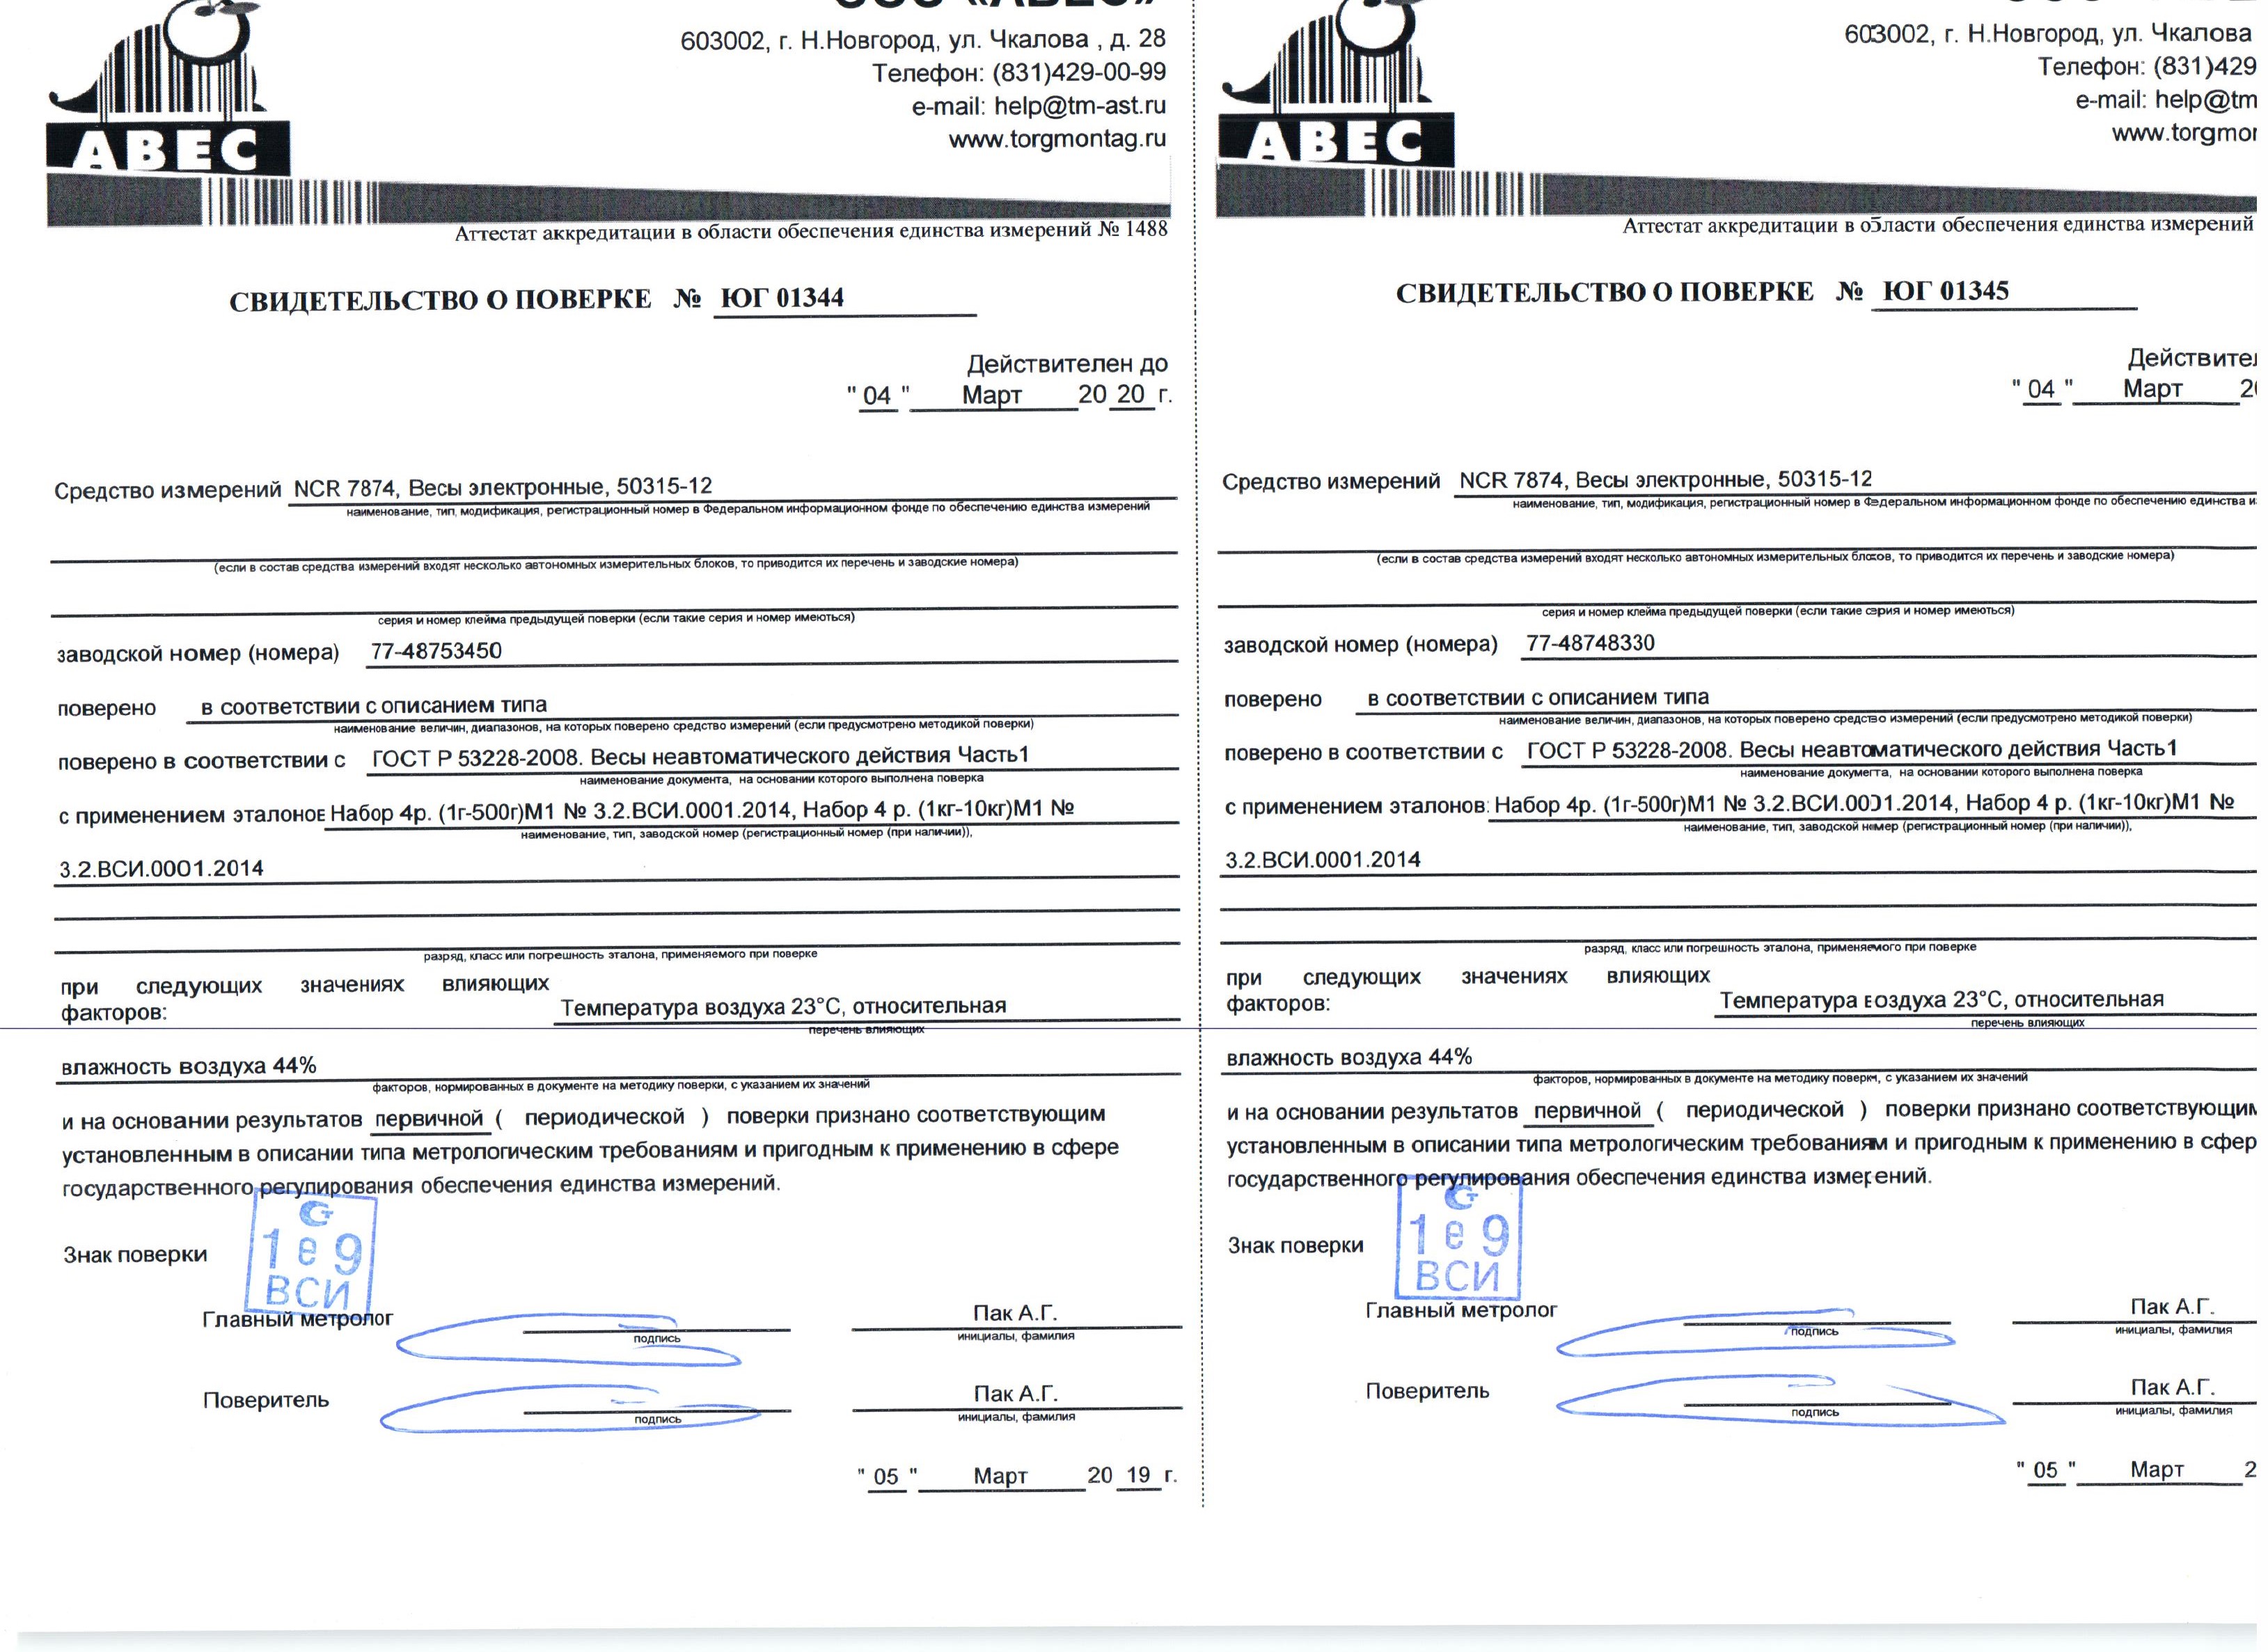 ООО «АВЕС»
603002, г. Н.Новгород, ул. Чкалова , д. 28
Телефон: (831)429-00-99
e-mail: help@tm-ast.ru
www.torgmontag.ru
АВЕС
Аттестат аккредитации в области обеспечения единства измерений № 1488
СВИДЕТЕЛЬСТВО О ПОВЕРКЕ № ЮГ 01344
Действителен до
" 04 " Март 20 20 г.
Средство измерений NCR 7874, Весы электронные, 50315-12
наименование, тип, модификация, регистрационный номер в Федеральном информационном фонде по обеспечению единства измерений
(если в состав средства измерений входят несколько автономных измерительных блоков, то приводится их перечень и заводские номера)
серия и номер клейма предыдущей поверки (если такие серия и номер имеються)
заводской номер (номера) 77-48753450
поверено в соответствии с описанием типа
наименование величин, диапазонов, на которых поверено средство измерений (если предусмотрено методикой поверки)
поверено в соответствии с ГОСТ Р 53228-2008. Весы неавтоматического действия Часть1
наименование документа, на основании которого выполнена поверка
с применением эталонов Набор 4р. (1г-500г)М1 № 3.2.ВСИ.0001.2014, Набор 4 р. (1кг-10кг)М1 №
наименование, тип, заводской номер (регистрационный номер (при наличии)),
3.2.ВСИ.0001.2014
разряд, класс или погрешность эталона, применяемого при поверке
при следующих значениях влияющих
факторов: Температура воздуха 23°С, относительная
перечень влияющих
влажность воздуха 44%
факторов, нормированных в документе на методику поверки, с указанием их значений
и на основании результатов первичной ( периодической ) поверки признано соответствующим
установленным в описании типа метрологическим требованиям и пригодным к применению в сфере
государственного регулирования обеспечения единства измерений.
1 е 9
ВСИ
Знак поверки
Главный метролог Пак А.Г.
подпись инициалы, фамилия
Поверитель Пак А.Г.
подпись инициалы, фамилия
" 05 " Март 20 19 г.
603002, г. Н.Новгород, ул. Чкалова
Телефон: (831)429
e-mail: help@tm
www.torgmon
АВЕС
Аттестат аккредитации в области обеспечения единства измерений
СВИДЕТЕЛЬСТВО О ПОВЕРКЕ № ЮГ 01345
Действител
" 04 " Март 20
Средство измерений NCR 7874, Весы электронные, 50315-12
наименование, тип, модификация, регистрационный номер в Федеральном информационном фонде по обеспечению единства из
(если в состав средства измерений входят несколько автономных измерительных блоков, то приводится их перечень и заводские номера)
серия и номер клейма предыдущей поверки (если такие серия и номер имеються)
заводской номер (номера) 77-48748330
поверено в соответствии с описанием типа
наименование величин, диапазонов, на которых поверено средство измерений (если предусмотрено методикой поверки)
поверено в соответствии с ГОСТ Р 53228-2008. Весы неавтоматического действия Часть1
наименование документа, на основании которого выполнена поверка
с применением эталонов: Набор 4р. (1г-500г)М1 № 3.2.ВСИ.0001.2014, Набор 4 р. (1кг-10кг)М1 №
наименование, тип, заводской номер (регистрационный номер (при наличии)),
3.2.ВСИ.0001.2014
разряд, класс или погрешность эталона, применяемого при поверке
при следующих значениях влияющих
факторов: Температура воздуха 23°С, относительная
перечень влияющих
влажность воздуха 44%
факторов, нормированных в документе на методику поверки, с указанием их значений
и на основании результатов первичной ( периодической ) поверки признано соответствующим
установленным в описании типа метрологическим требованиям и пригодным к применению в сфер
государственного регулирования обеспечения единства измерений.
1 е 9
ВСИ
Знак поверки
Главный метролог Пак А.Г.
подпись инициалы, фамилия
Поверитель Пак А.Г.
подпись инициалы, фамилия
" 05 " Март 2